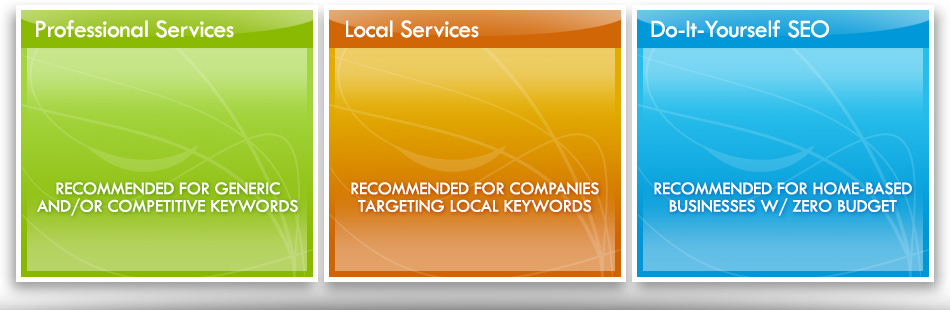 Professional Services
RECOMMENDED FOR GENERIC
AND/OR COMPETITIVE KEYWORDS
Local Services
RECOMMENDED FOR COMPANIES
TARGETING LOCAL KEYWORDS
Do-It-Yourself SEO
RECOMMENDED FOR HOME-BASED
BUSINESSES W/ ZERO BUDGET